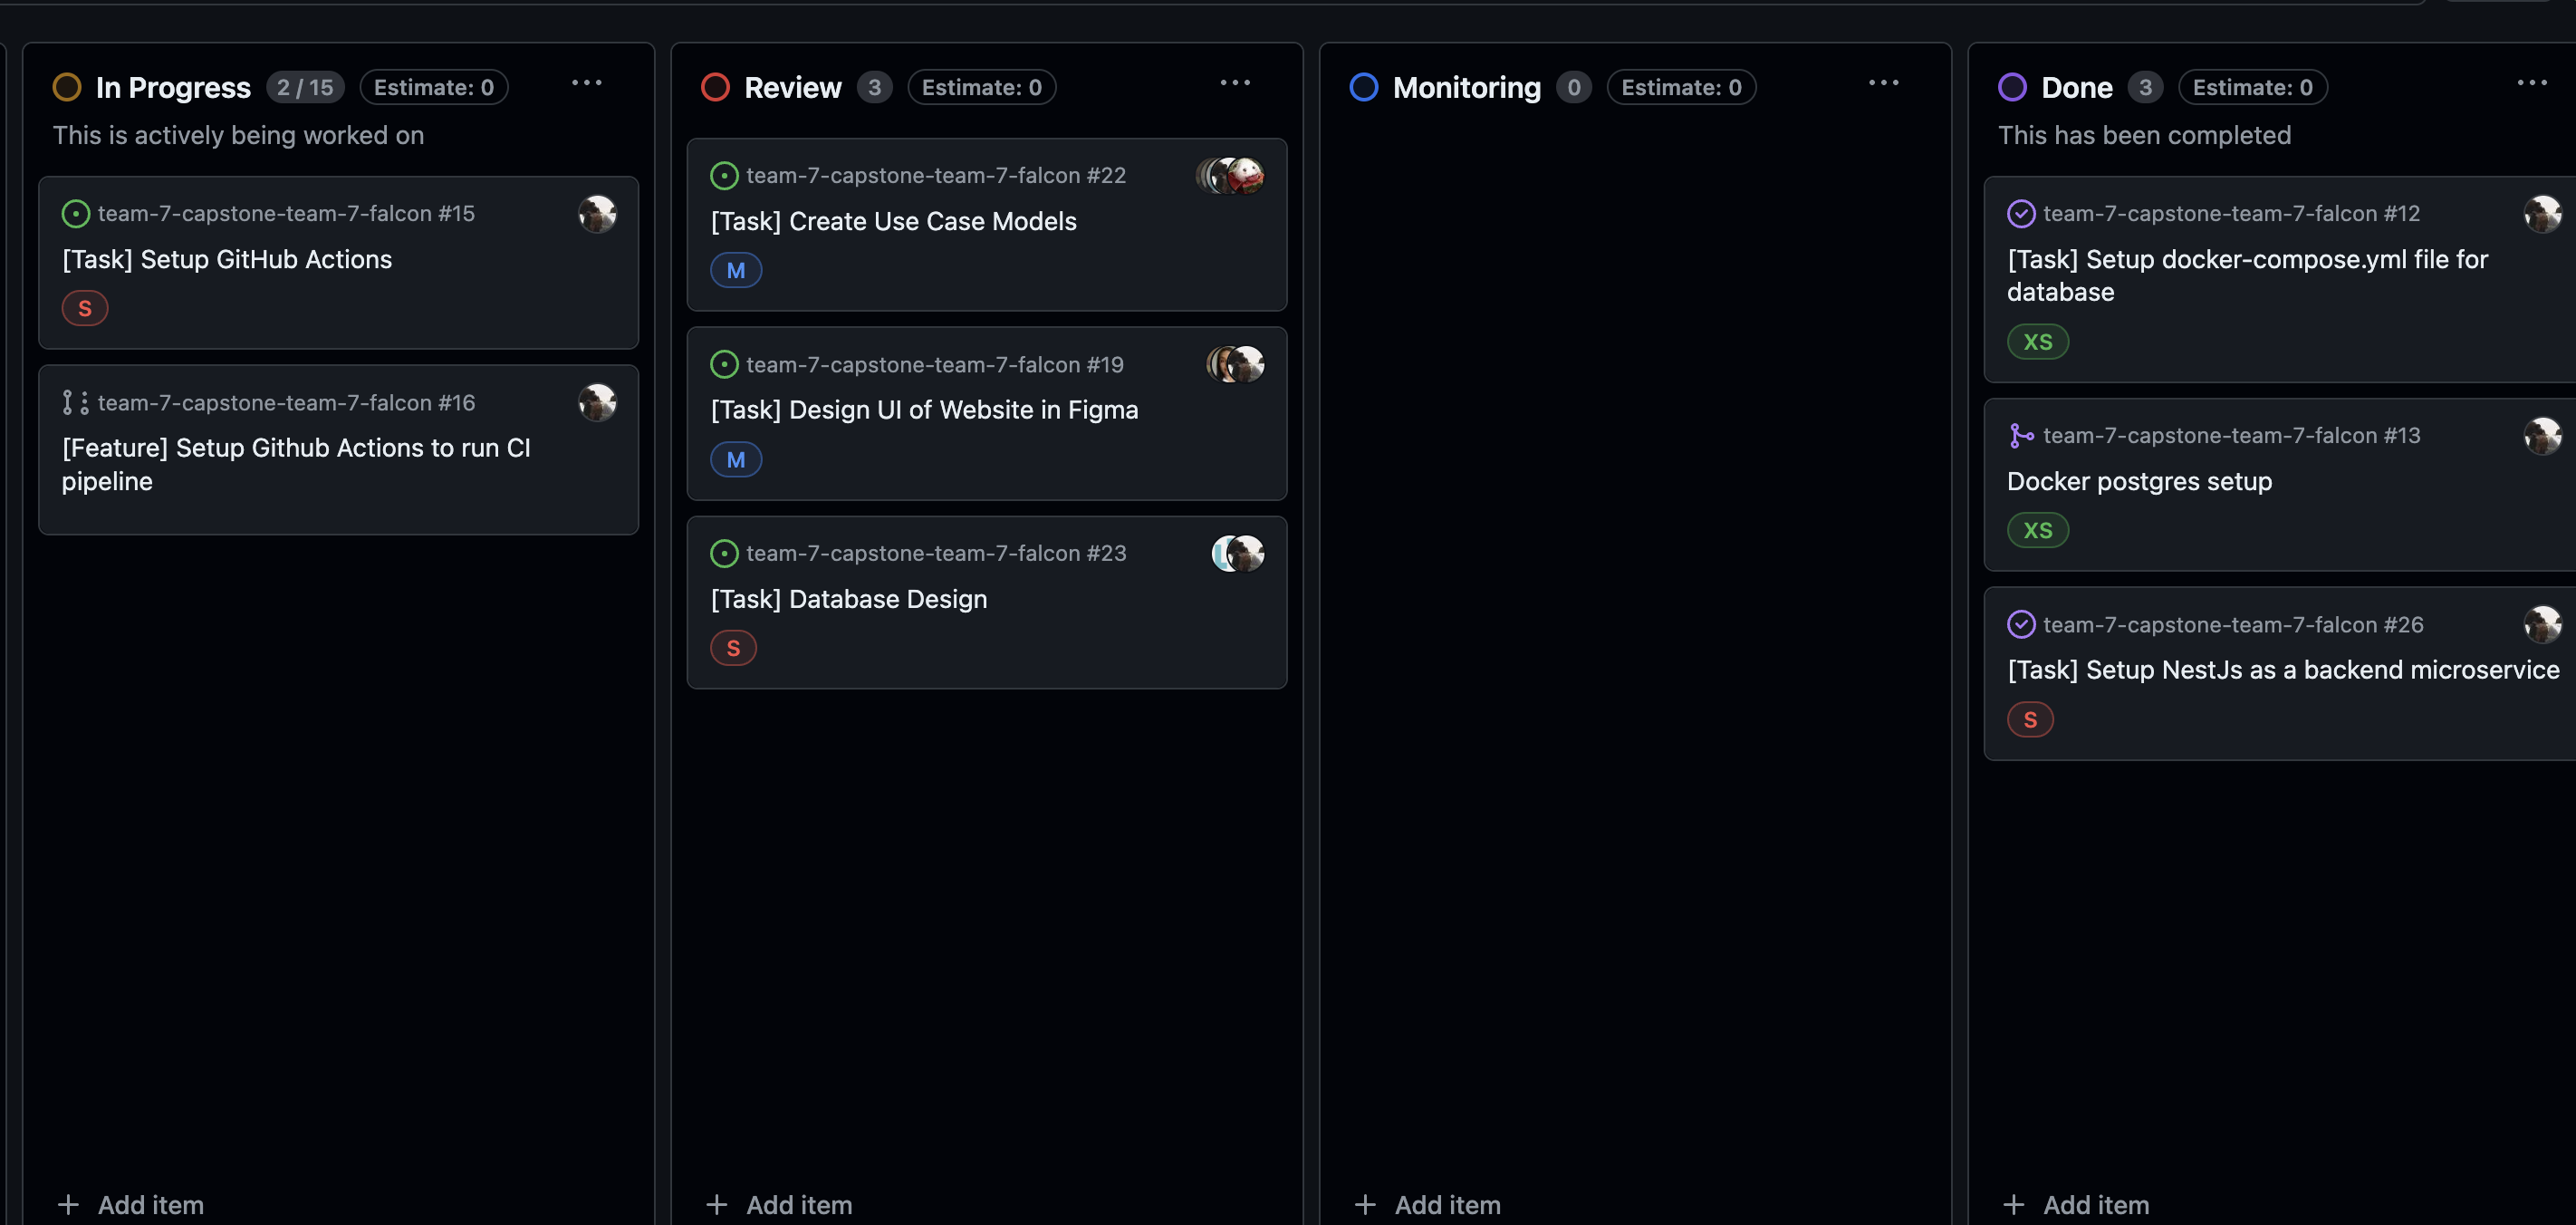 In Progress 2 / 15 Estimate: 0
This is actively being worked on
team-7-capstone-team-7-falcon #15
[Task] Setup GitHub Actions
S
team-7-capstone-team-7-falcon #16
[Feature] Setup Github Actions to run CI
pipeline
Add item
Review 3 Estimate: 0
team-7-capstone-team-7-falcon #22
[Task] Create Use Case Models
M
team-7-capstone-team-7-falcon #19
[Task] Design UI of Website in Figma
M
team-7-capstone-team-7-falcon #23
[Task] Database Design
S
Add item
Monitoring 0 Estimate: 0
Add item
Done 3 Estimate: 0
This has been completed
team-7-capstone-team-7-falcon #12
[Task] Setup docker-compose.yml file for
database
XS
team-7-capstone-team-7-falcon #13
Docker postgres setup
XS
team-7-capstone-team-7-falcon #26
[Task] Setup NestJs as a backend microservice
S
Add item